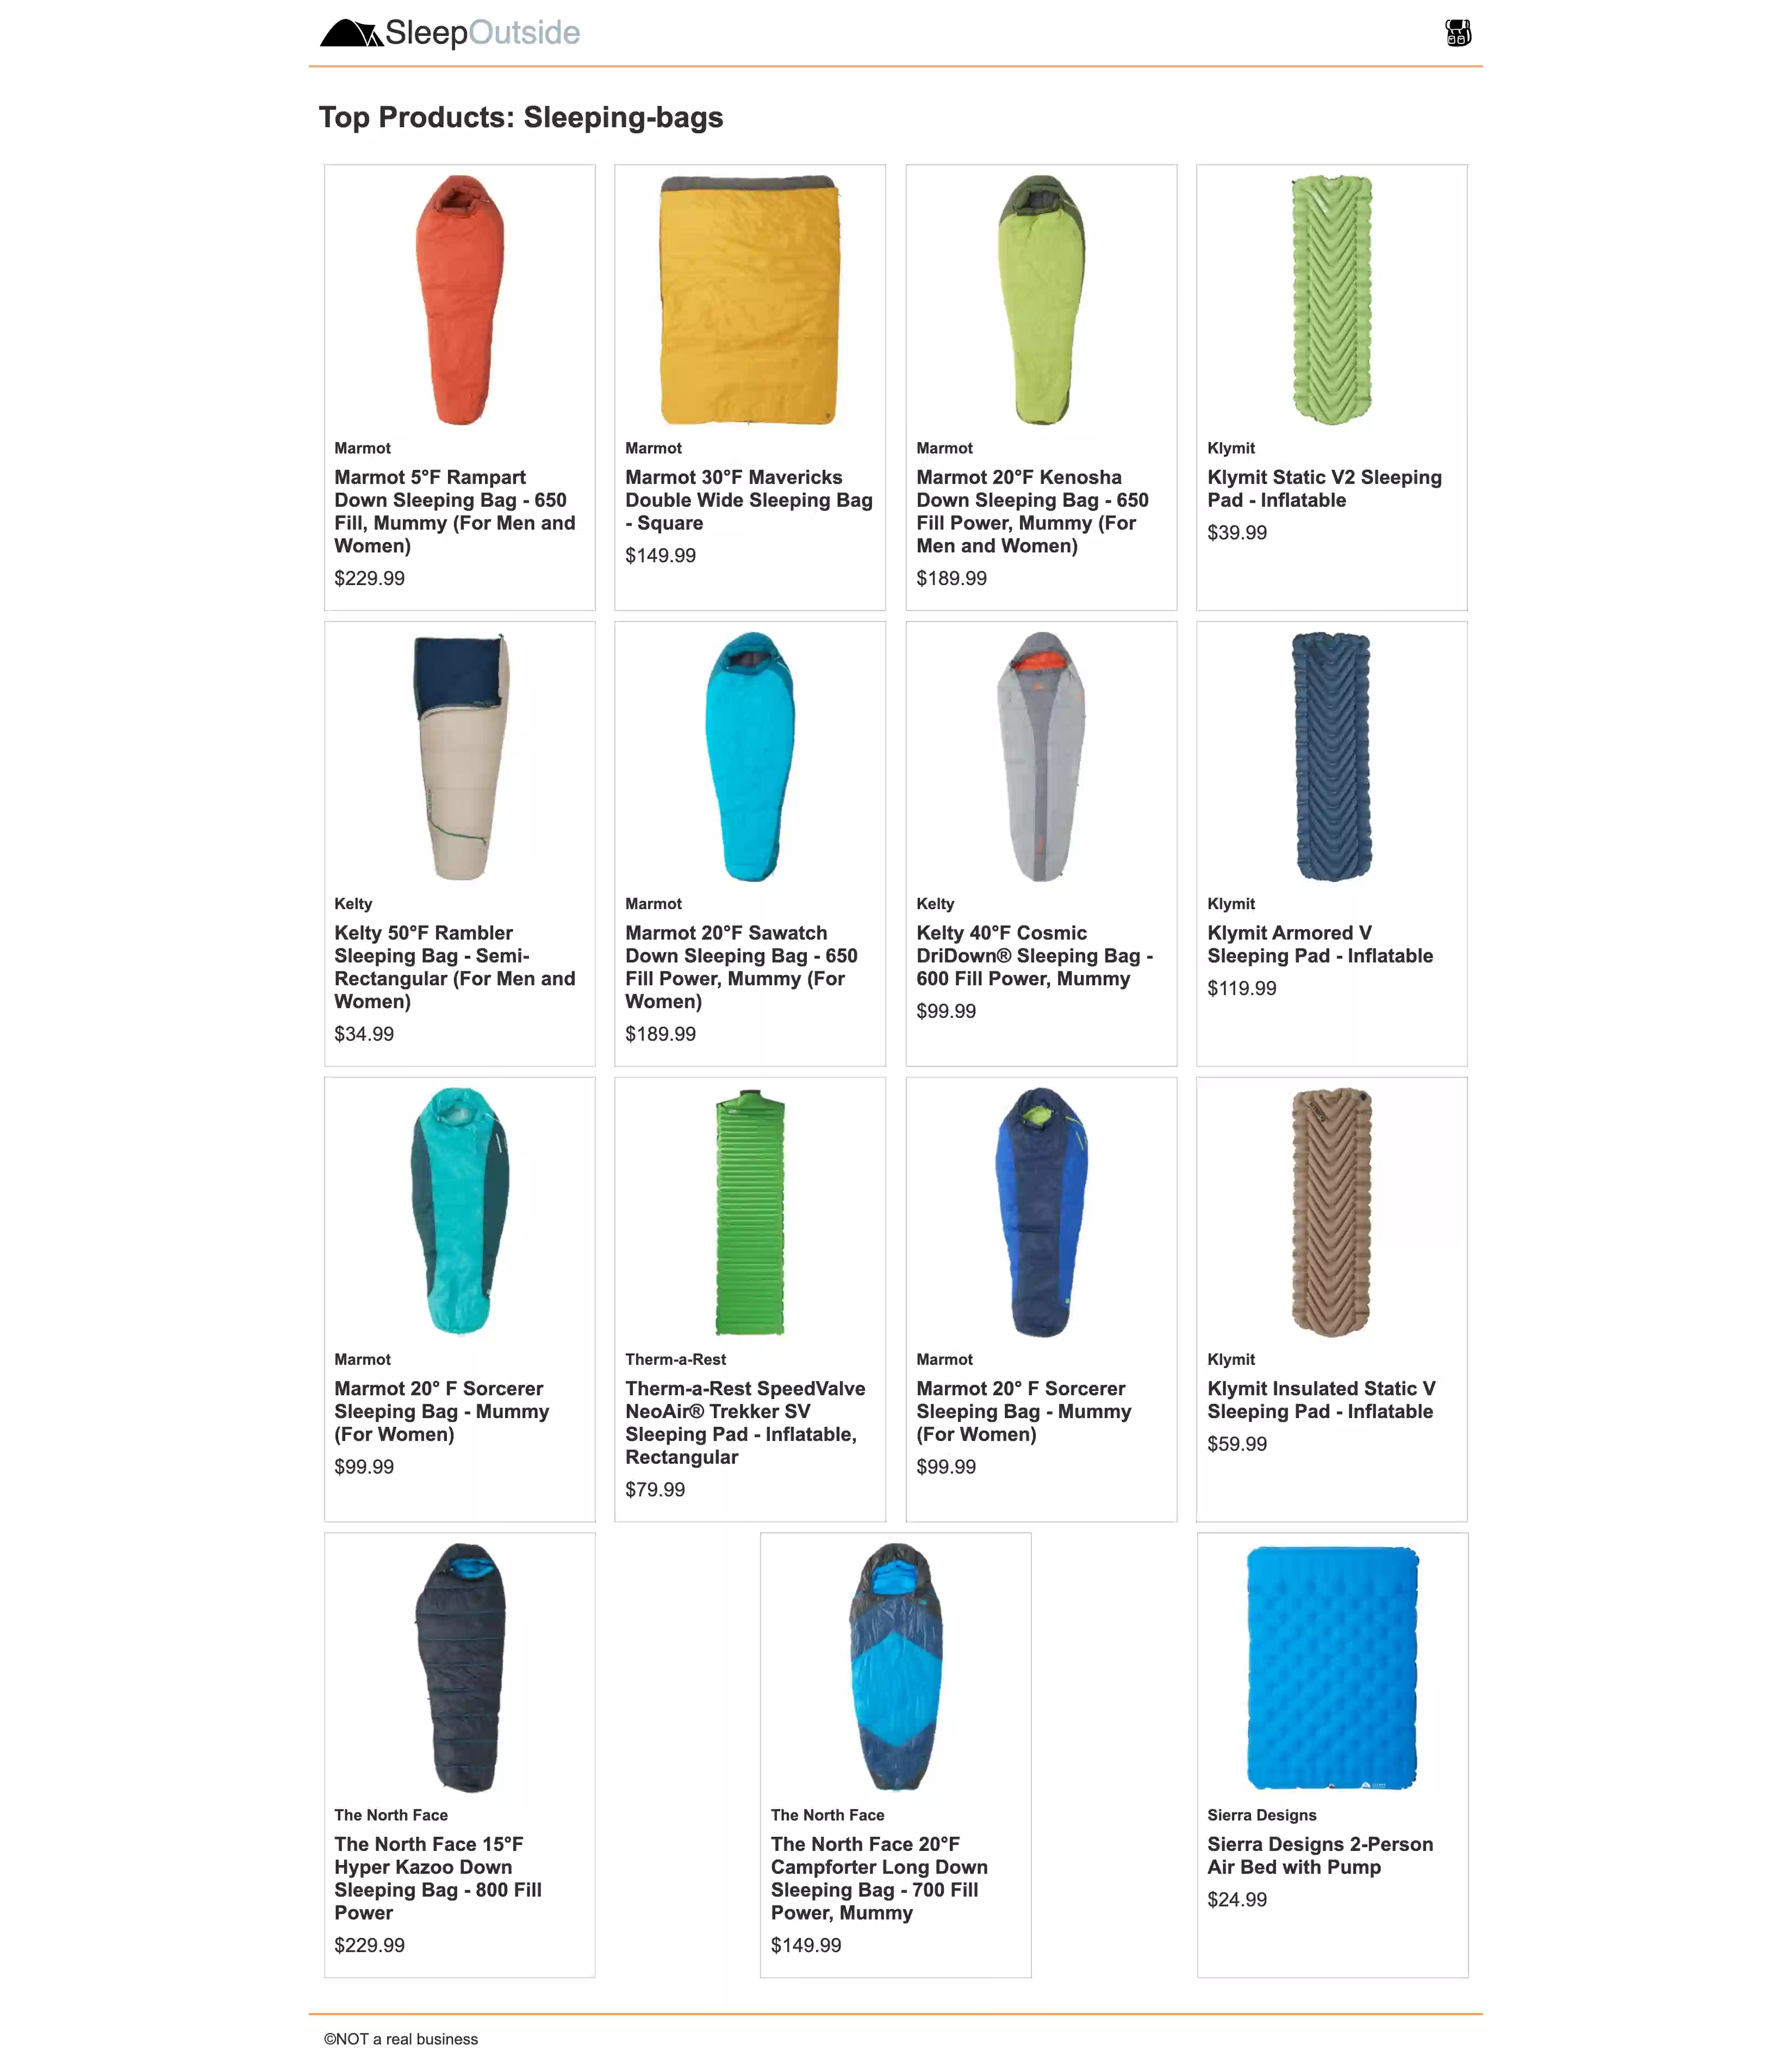 SleepOutside
Top Products: Sleeping-bags
Marmot
Marmot 5°F Rampart
Down Sleeping Bag - 650
Fill, Mummy (For Men and
Women)
$229.99
Marmot
Marmot 30°F Mavericks
Double Wide Sleeping Bag
- Square
$149.99
Marmot
Marmot 20°F Kenosha
Down Sleeping Bag - 650
Fill Power, Mummy (For
Men and Women)
$189.99
Klymit
Klymit Static V2 Sleeping
Pad - Inflatable
$39.99
Kelty
Kelty 50°F Rambler
Sleeping Bag - Semi-
Rectangular (For Men and
Women)
$34.99
Marmot
Marmot 20°F Sawatch
Down Sleeping Bag - 650
Fill Power, Mummy (For
Women)
$189.99
Kelty
Kelty 40°F Cosmic
DriDown® Sleeping Bag -
600 Fill Power, Mummy
$99.99
Klymit
Klymit Armored V
Sleeping Pad - Inflatable
$119.99
Marmot
Marmot 20° F Sorcerer
Sleeping Bag - Mummy
(For Women)
$99.99
Therm-a-Rest
Therm-a-Rest SpeedValve
NeoAir® Trekker SV
Sleeping Pad - Inflatable,
Rectangular
$79.99
Marmot
Marmot 20° F Sorcerer
Sleeping Bag - Mummy
(For Women)
$99.99
Klymit
Klymit Insulated Static V
Sleeping Pad - Inflatable
$59.99
The North Face
The North Face 15°F
Hyper Kazoo Down
Sleeping Bag - 800 Fill
Power
$229.99
The North Face
The North Face 20°F
Campforter Long Down
Sleeping Bag - 700 Fill
Power, Mummy
$149.99
Sierra Designs
Sierra Designs 2-Person
Air Bed with Pump
$24.99
©NOT a real business